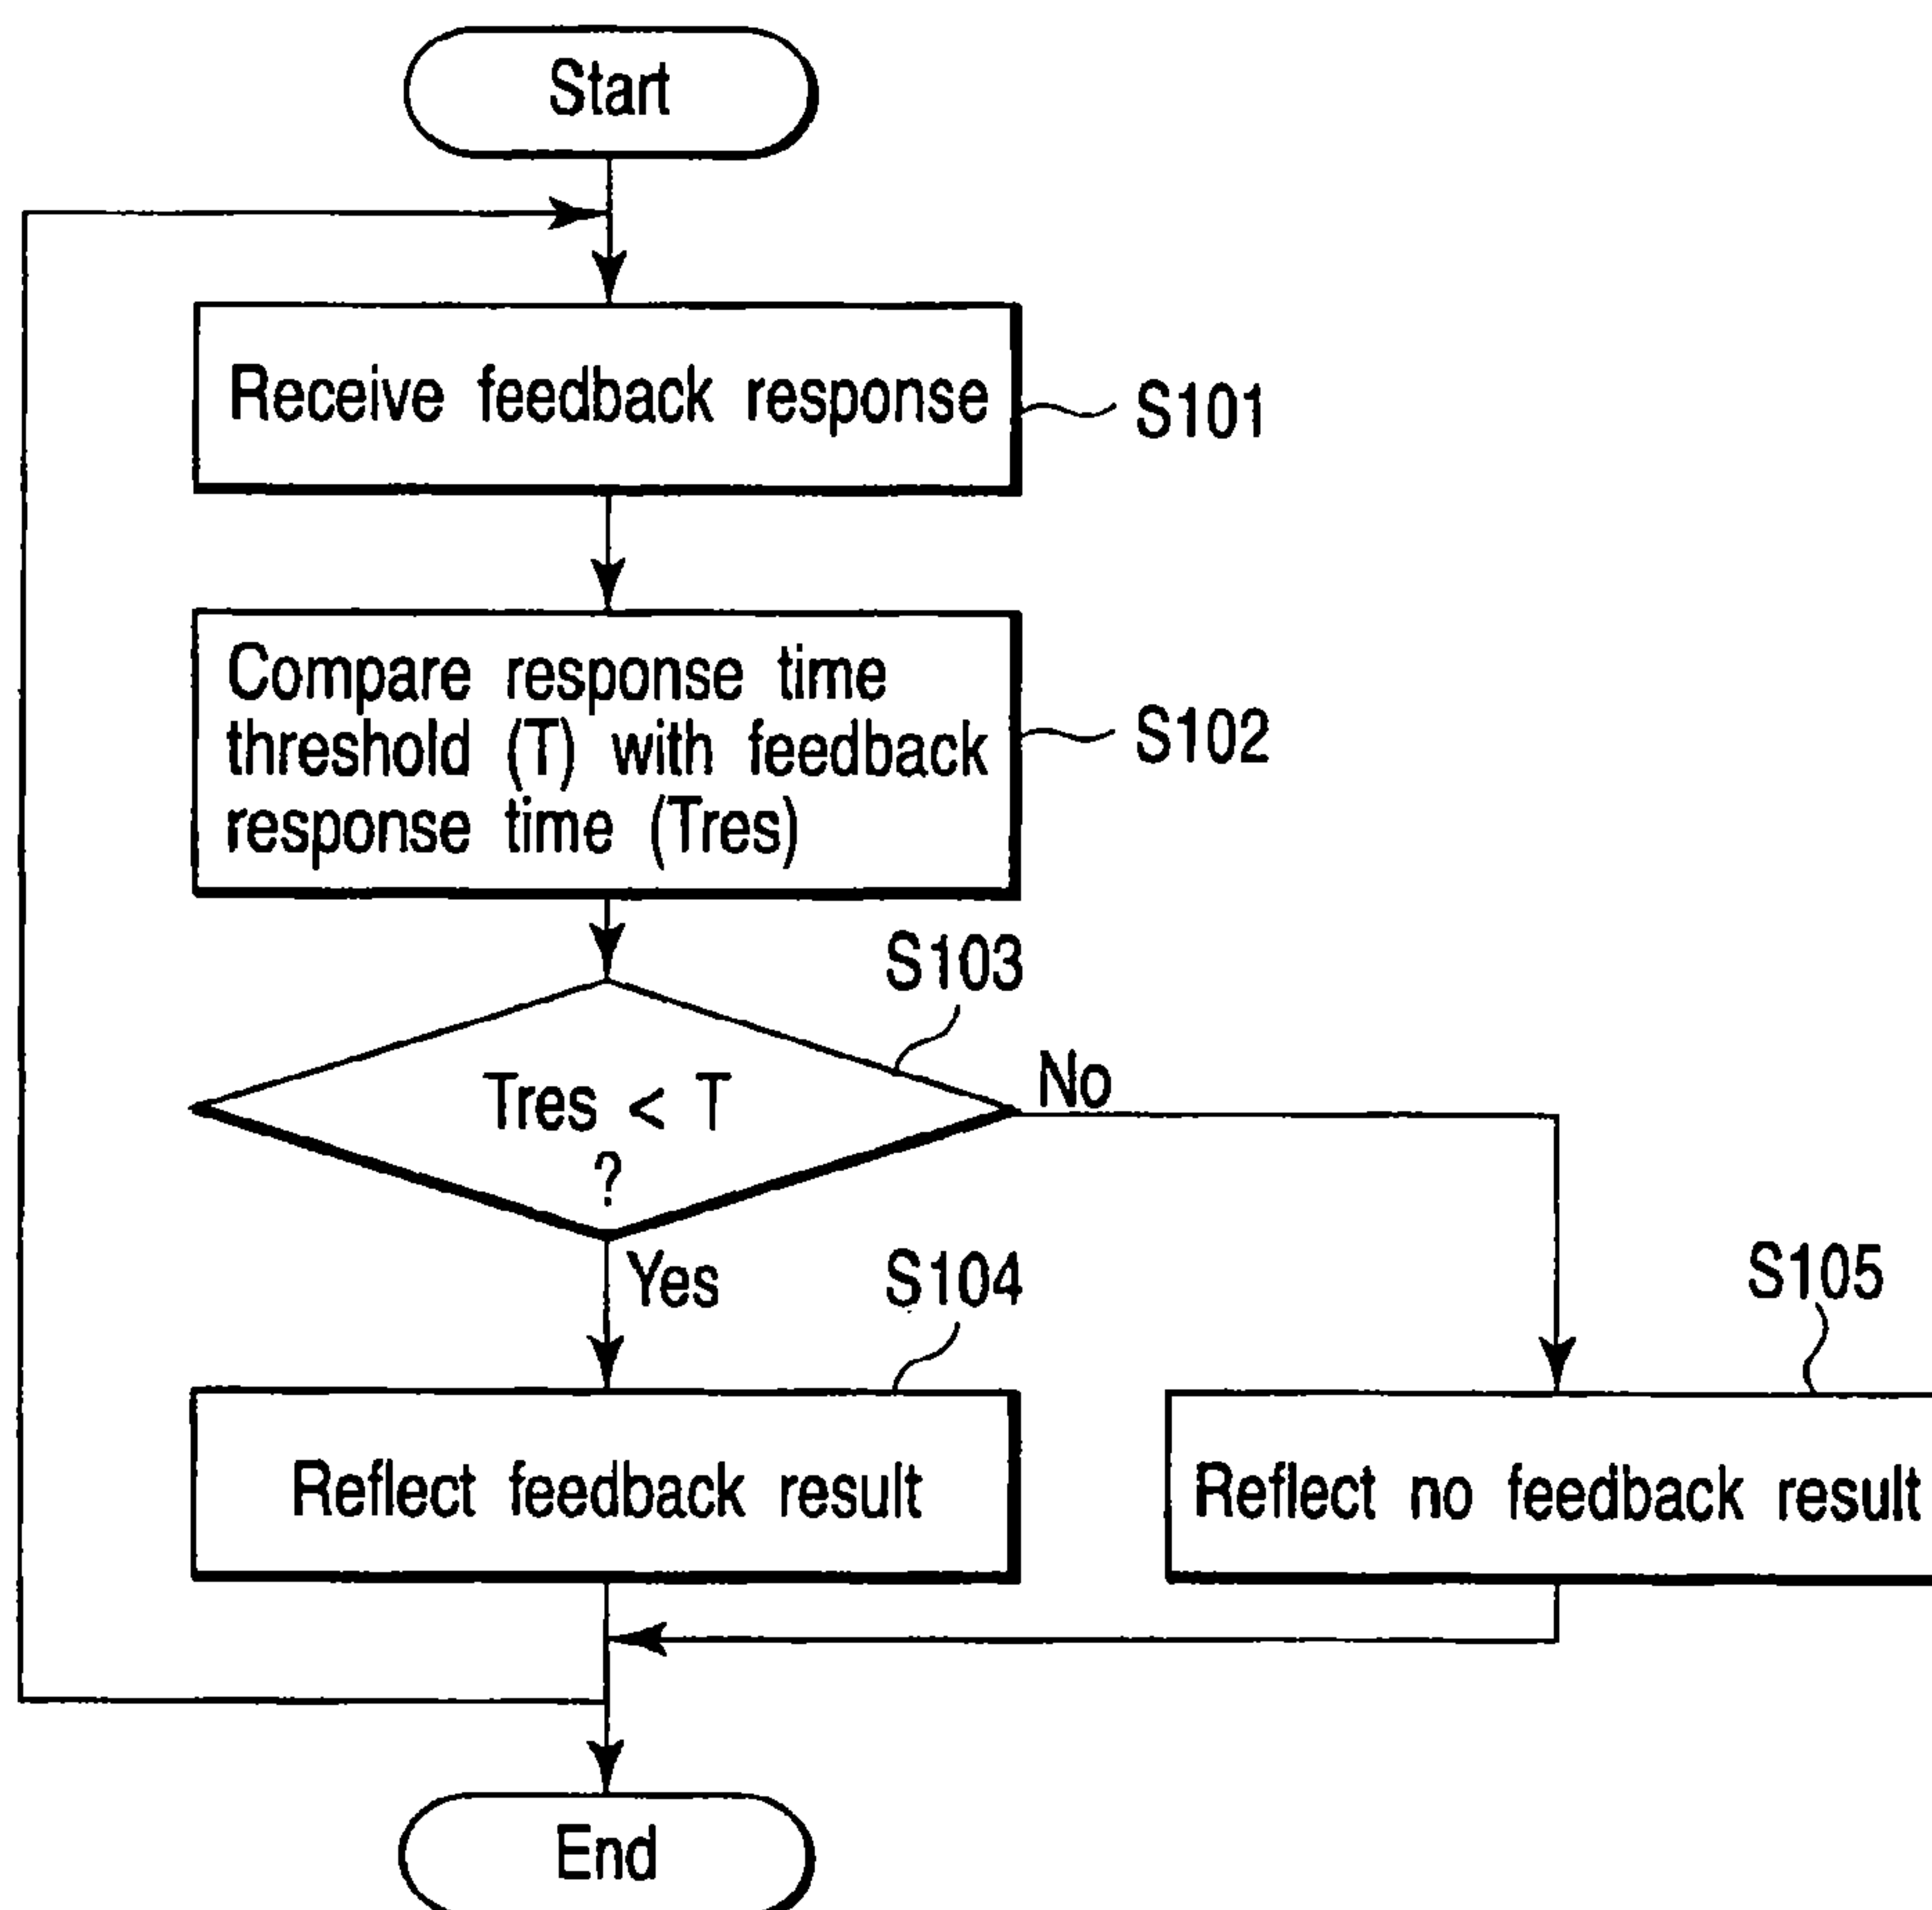 Start
Receive feedback response
S101
Compare response time
threshold (T) with feedback
response time (Tres)
S102
S103
Tres < T
?
No
Yes
S104
S105
Reflect feedback result
Reflect no feedback result
End